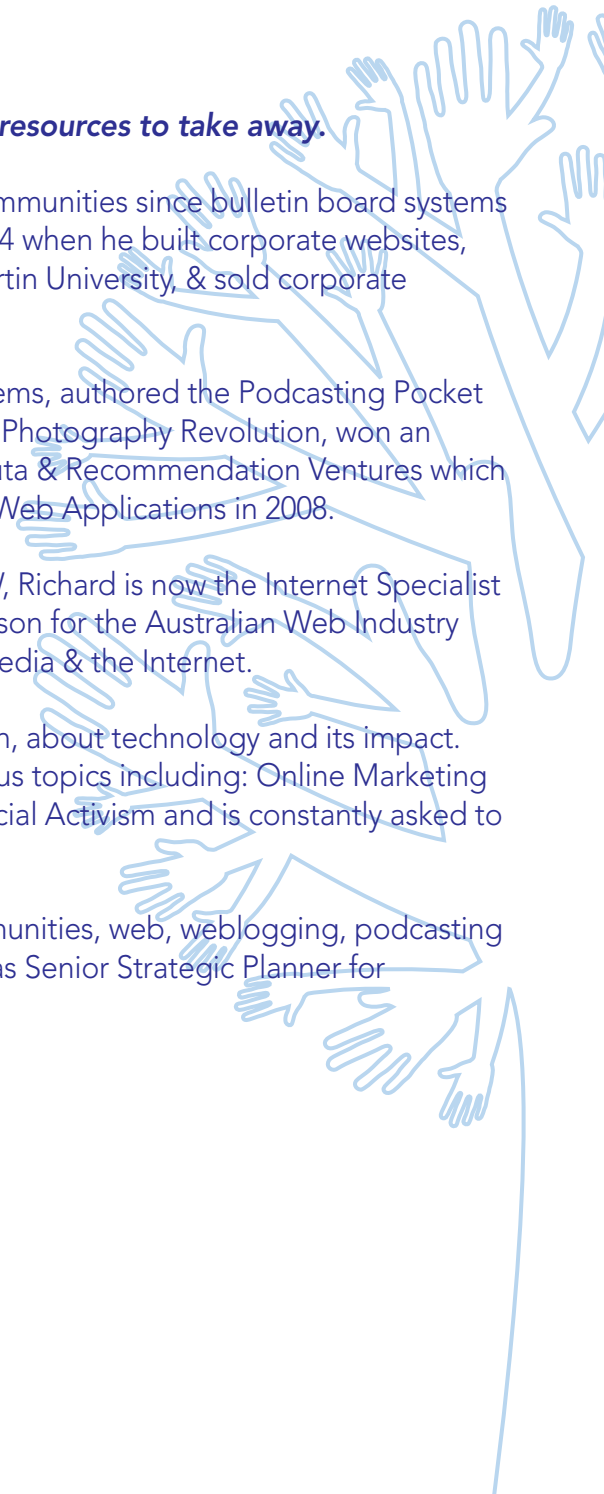 resources to take away.
mmunities since bulletin board systems
4 when he built corporate websites,
rtin University, & sold corporate
ems, authored the Podcasting Pocket
Photography Revolution, won an
uta & Recommendation Ventures which
Web Applications in 2008.
, Richard is now the Internet Specialist
son for the Australian Web Industry
edia & the Internet.
n, about technology and its impact.
us topics including: Online Marketing
cial Activism and is constantly asked to
munities, web, weblogging, podcasting
as Senior Strategic Planner for